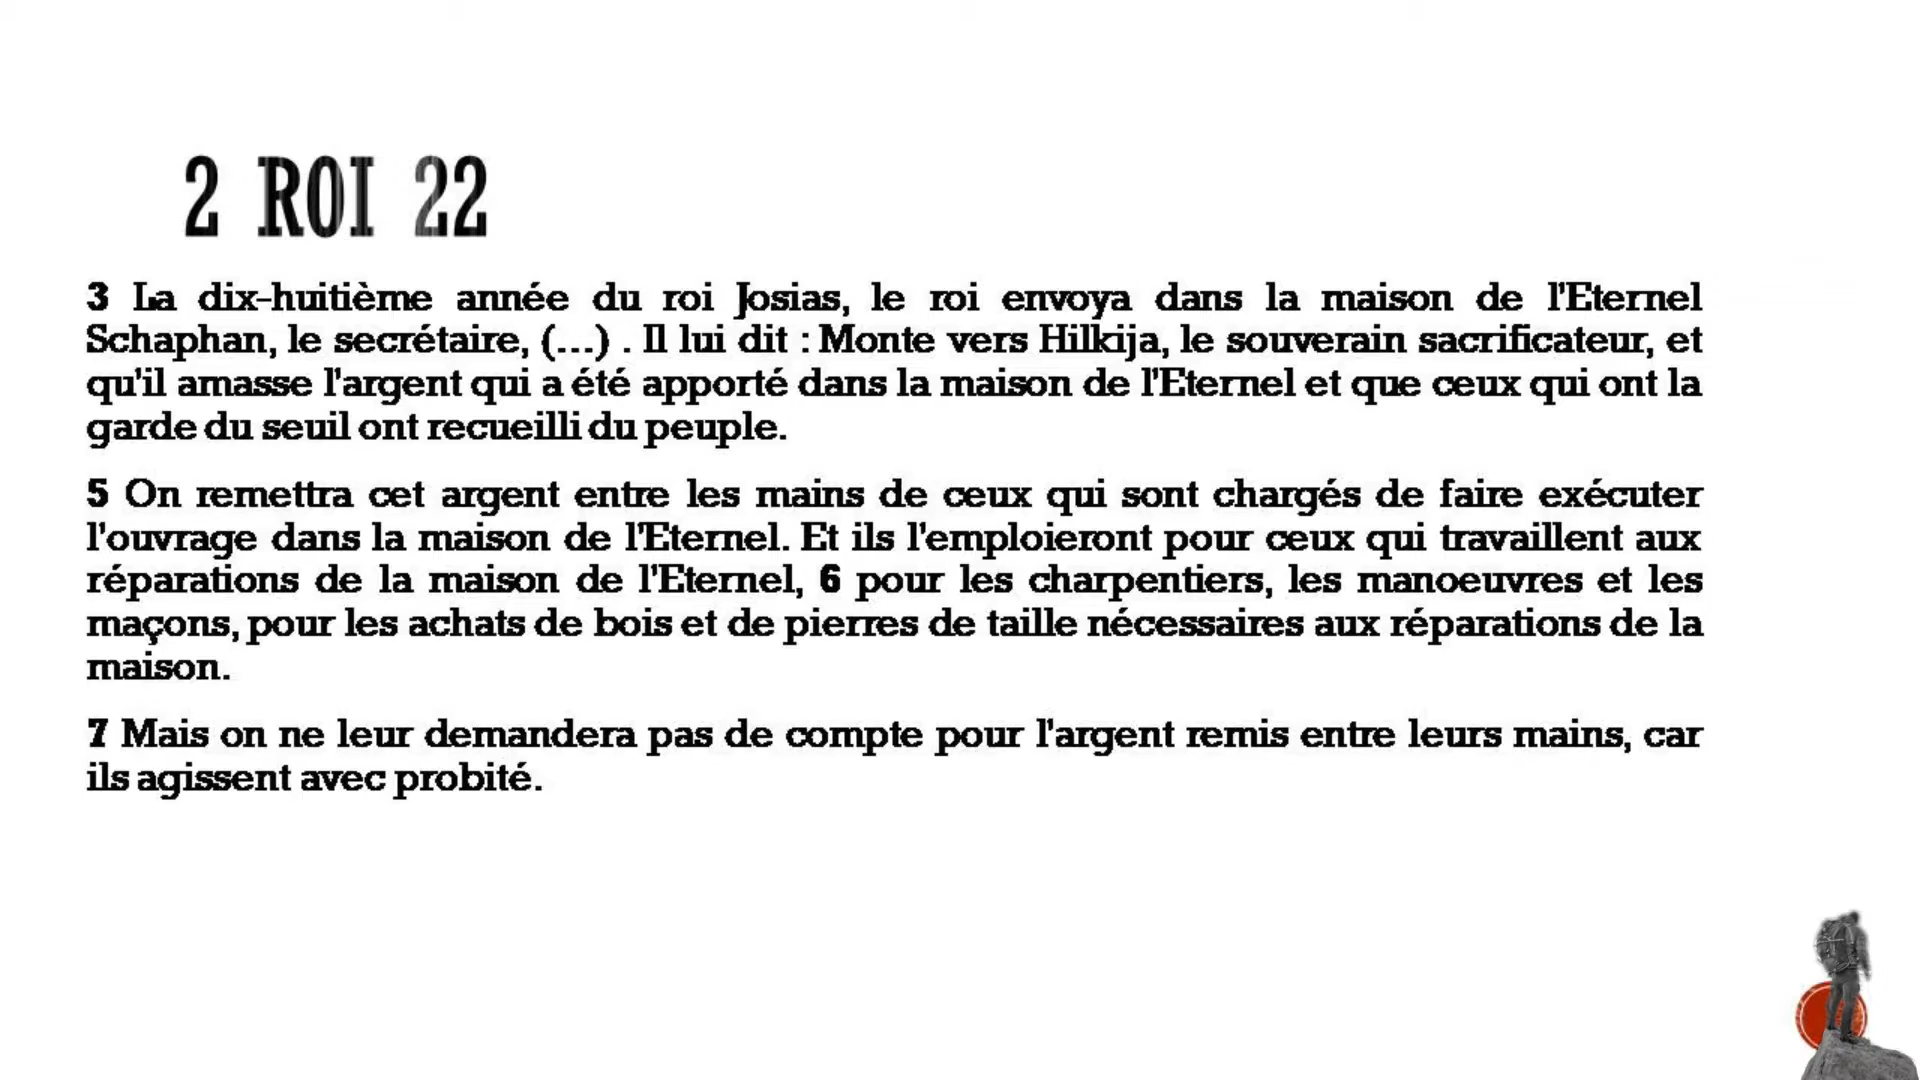 2 ROI 22
3 La dix-huitième année du roi Josias, le roi envoya dans la maison de l'Eternel
Schaphan, le secrétaire, (...) . Il lui dit : Monte vers Hilkija, le souverain sacrificateur, et
qu'il amasse l'argent qui a été apporté dans la maison de l'Eternel et que ceux qui ont la
garde du seuil ont recueilli du peuple.
5 On remettra cet argent entre les mains de ceux qui sont chargés de faire exécuter
l'ouvrage dans la maison de l'Eternel. Et ils l'emploieront pour ceux qui travaillent aux
réparations de la maison de l'Eternel, 6 pour les charpentiers, les manoeuvres et les
maçons, pour les achats de bois et de pierres de taille nécessaires aux réparations de la
maison.
7 Mais on ne leur demandera pas de compte pour l'argent remis entre leurs mains, car
ils agissent avec probité.